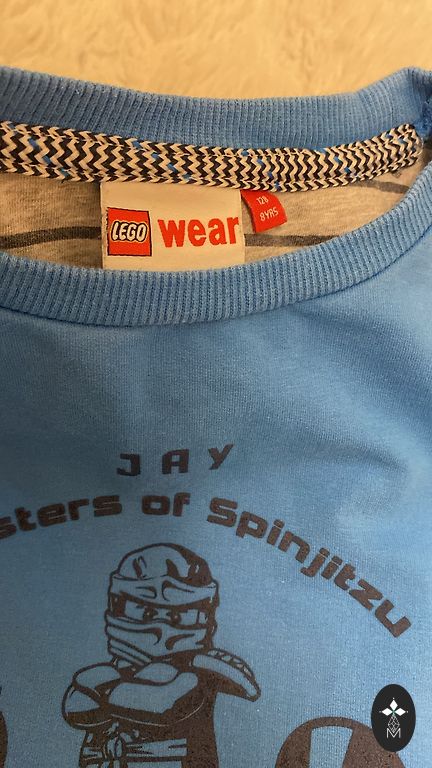 LEGO wear
128
8YRS
JAY
sters of Spinjitzu